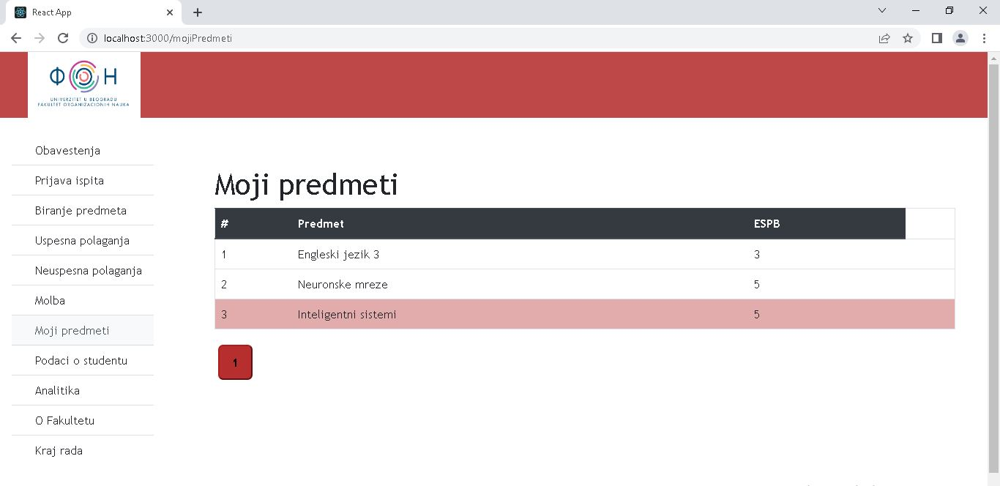 React App
localhost:3000/mojiPredmeti
Ф О Н
UNIVERZITET U BEOGRADU
FAKULTET ORGANIZACIONIH NAUKA
Obavestenja
Prijava ispita
Biranje predmeta
Uspesna polaganja
Neuspesna polaganja
Molba
Moji predmeti
Podaci o studentu
Analitika
O Fakultetu
Kraj rada
Moji predmeti
# Predmet ESPB
1 Engleski jezik 3 3
2 Neuronske mreze 5
3 Inteligentni sistemi 5
1